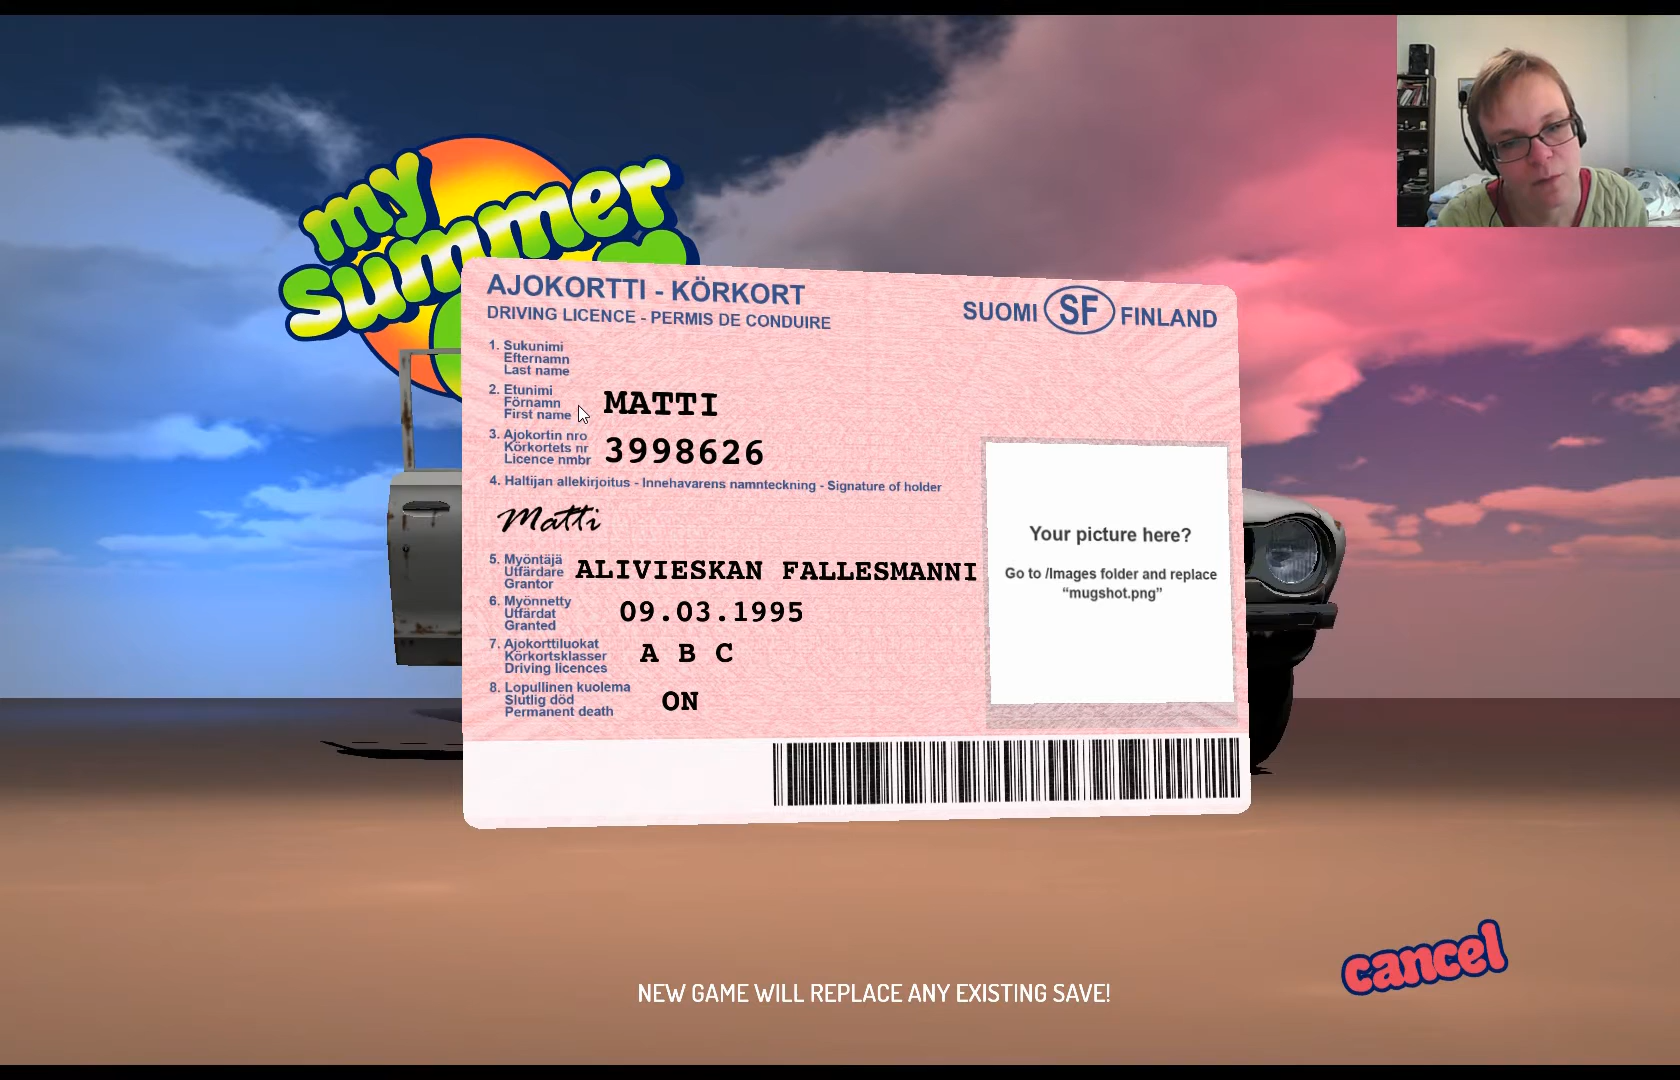 my
summer
AJOKORTTI - KÖRKORT
DRIVING LICENCE - PERMIS DE CONDUIRE
SUOMI SF FINLAND
1. Sukunimi
Efternamn
Last name
2. Etunimi
Förnamn
First name
MATTI
3. Ajokortin nro
Körkortets nr
Licence nmbr
3998626
4. Haltijan allekirjoitus - Innehavarens namnteckning - Signature of holder
Matti
5. Myöntäjä
Utfärdare
Grantor
ALIVIESKAN FALLESMANNI
6. Myönnetty
Utfärdat
Granted
09.03.1995
7. Ajokorttiluokat
Körkortsklasser
Driving licences
A B C
8. Lopullinen kuolema
Slutlig död
Permanent death
ON
Your picture here?
Go to /Images folder and replace
“mugshot.png”
cancel
NEW GAME WILL REPLACE ANY EXISTING SAVE!